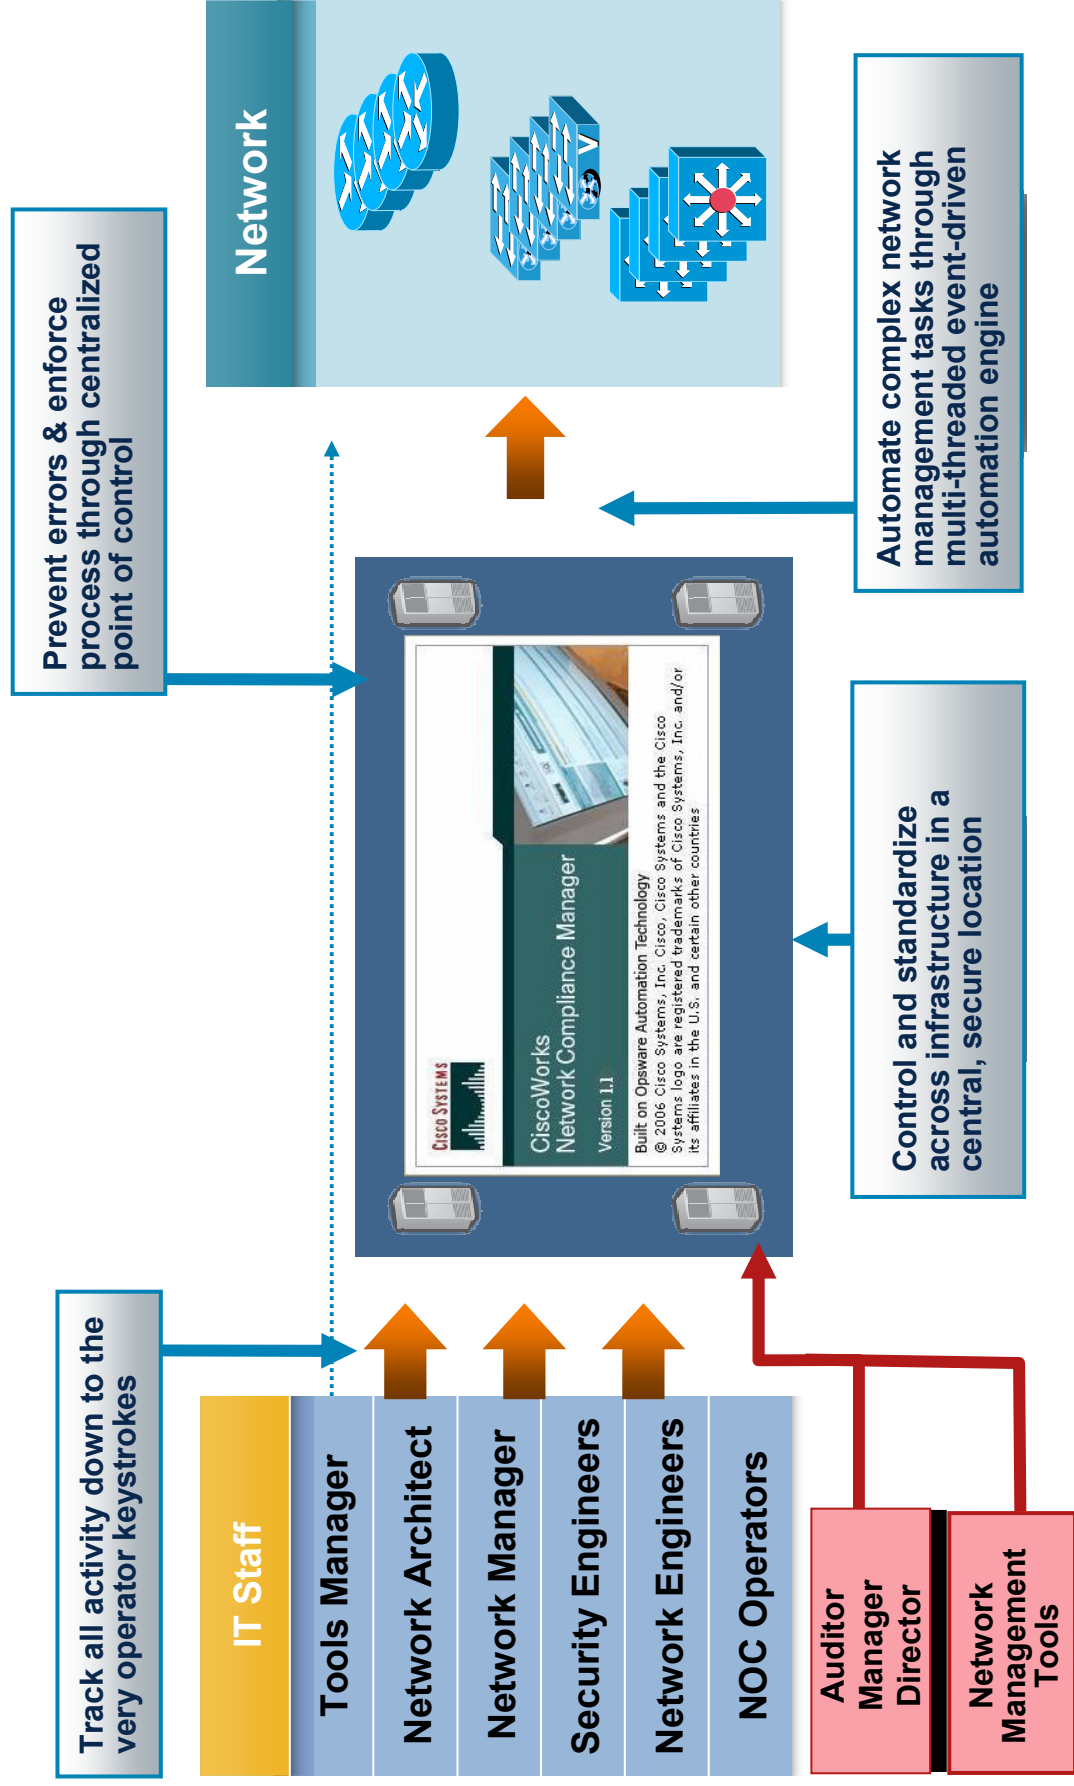 Track all activity down to the
very operator keystrokes
Prevent errors & enforce
process through centralized
point of control
IT Staff
Tools Manager
Network Architect
Network Manager
Security Engineers
Network Engineers
NOC Operators
Auditor
Manager
Director
Network
Management
Tools
CISCO SYSTEMS
CiscoWorks
Network Compliance Manager
Version 1.1
Built on Opsware Automation Technology
© 2006 Cisco Systems, Inc. Cisco, Cisco Systems and the Cisco
Systems logo are registered trademarks of Cisco Systems, Inc. and/or
its affiliates in the U.S. and certain other countries
Network
V
Control and standardize
across infrastructure in a
central, secure location
Automate complex network
management tasks through
multi-threaded event-driven
automation engine